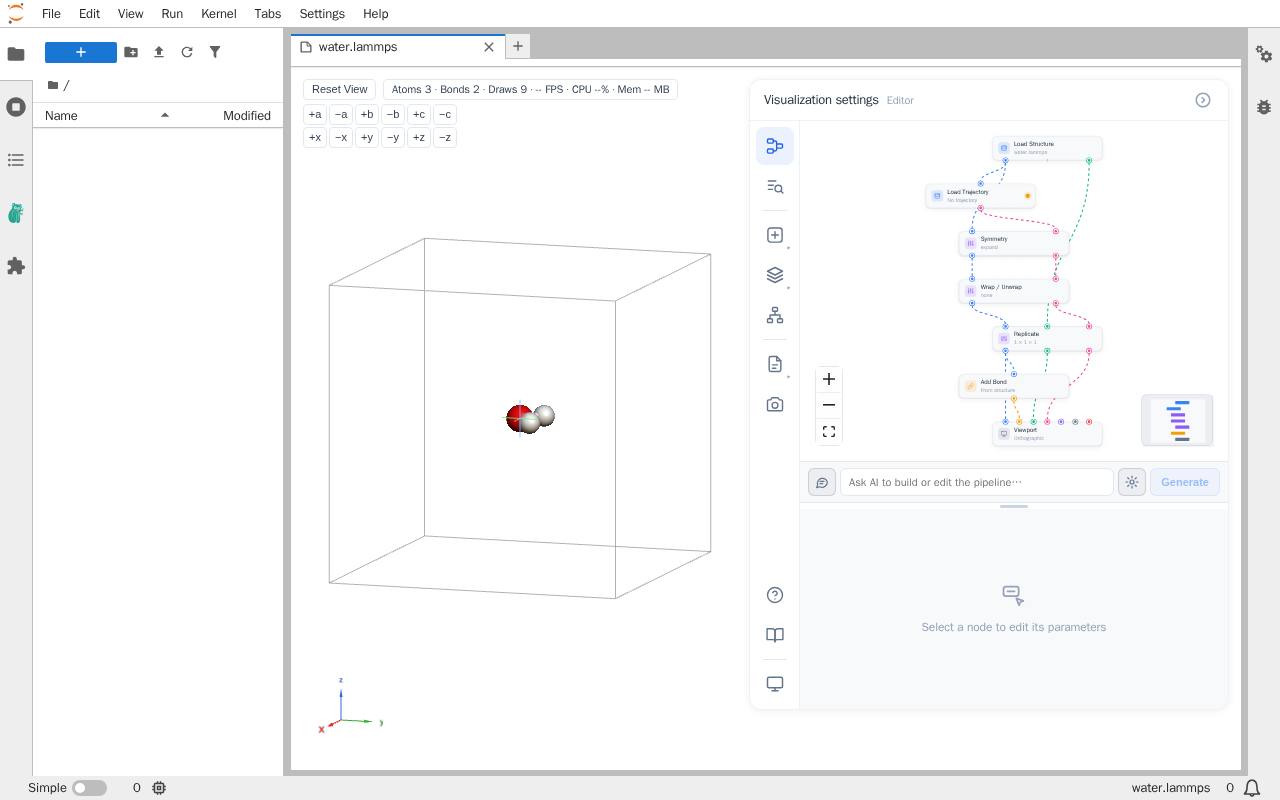 File Edit View Run Kernel Tabs Settings Help
water.lammps
/
Name Modified
Reset View
Atoms 3 · Bonds 2 · Draws 9 · -- FPS · CPU --% · Mem -- MB
+a −a +b −b +c −c
+x −x +y −y +z −z
Visualization settings Editor
Load Structure
water.lammps
Load Trajectory
No trajectory
Symmetry
expand
Wrap / Unwrap
none
Replicate
1 × 1 × 1
Add Bond
From structure
Viewport
Orthographic
Ask AI to build or edit the pipeline···
Generate
Select a node to edit its parameters
z
x
y
Simple 0
water.lammps 0